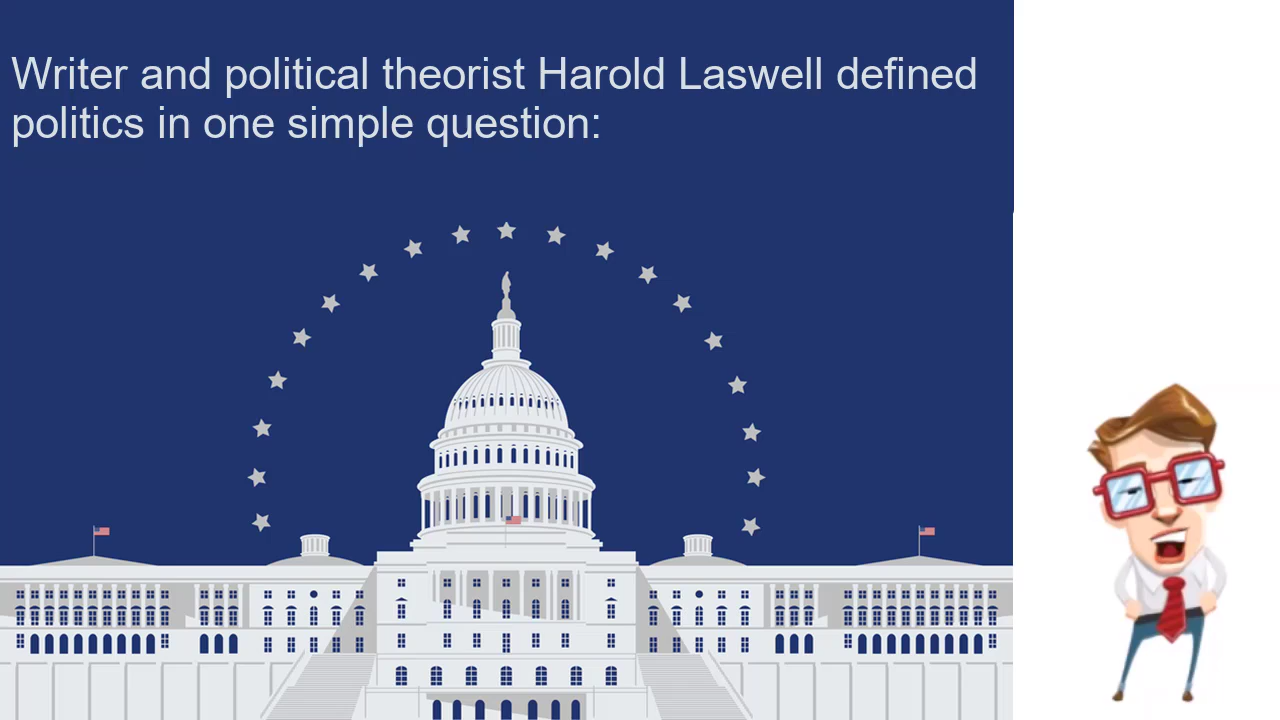 Writer and political theorist Harold Laswell defined
politics in one simple question: